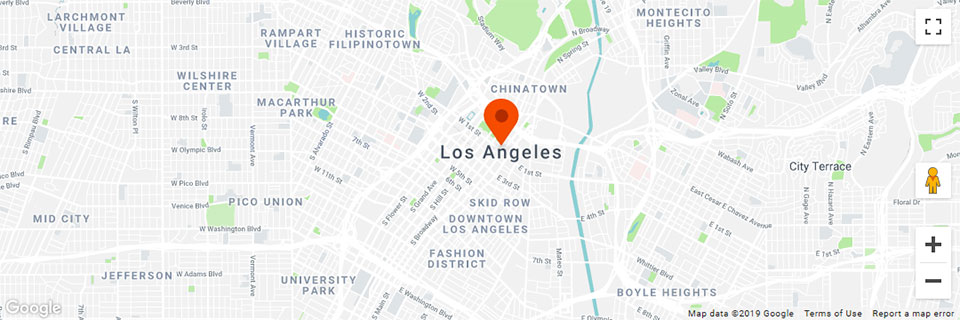 LARCHMONT
VILLAGE
CENTRAL LA
W 3rd St
RAMPART
VILLAGE
HISTORIC
FILIPINOTOWN
Stadium Way
N Broadway
N Spring St
MONTECITO
HEIGHTS
Griffin Ave
Valley Blvd
Valley Blvd
Alhambra Ave
Beverly Blvd
WILSHIRE
CENTER
MACARTHUR
PARK
W 2nd St
W 1st St
CHINATOWN
Zonal Ave
N Soto St
W 8th St
W Olympic Blvd
S Wilton Pl
Vermont Ave
S Alvarado St
7th St
W 11th St
Los Angeles
W 5th St
6th St
E 1st St
E 3rd St
Wabash Ave
City Terrace
N Eastern Ave
S Rimpau Blvd
W Pico Blvd
Venice Blvd
PICO UNION
S Flower St
S Grand Ave
S Hill St
S Broadway
SKID ROW
DOWNTOWN
LOS ANGELES
E 4th St
East Cesar E Chavez Avenue
N Gage Ave
N Hazard Ave
Floral Dr
MID CITY
W Washington Blvd
FASHION
DISTRICT
Mateo St
E 1st St
E 6th St
JEFFERSON
W Adams Blvd
Vermont Ave
UNIVERSITY
PARK
S Main St
E 7th St
Whittier Blvd
BOYLE HEIGHTS
E Washington Blvd
E Olympic Blvd
Google
Map data ©2019 Google
Terms of Use
Report a map error